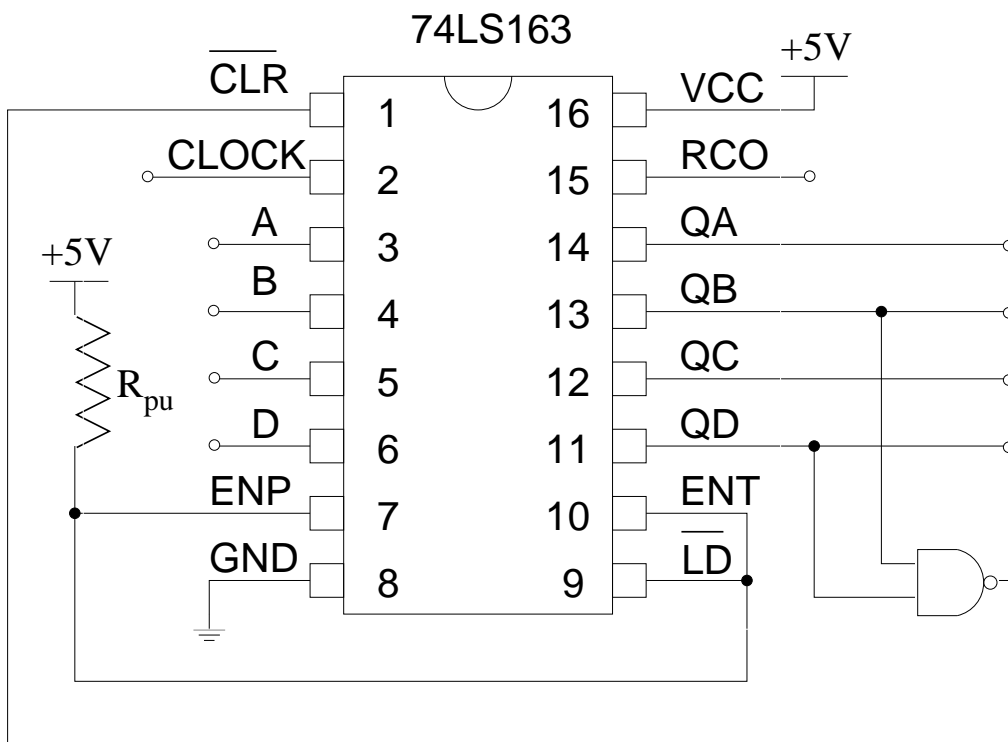 74LS163
+5V
CLR
VCC
1
16
CLOCK
RCO
2
15
A
QA
3
14
+5V
B
QB
4
13
C
QC
5
12
Rpu
D
QD
6
11
ENP
ENT
7
10
GND
LD
8
9